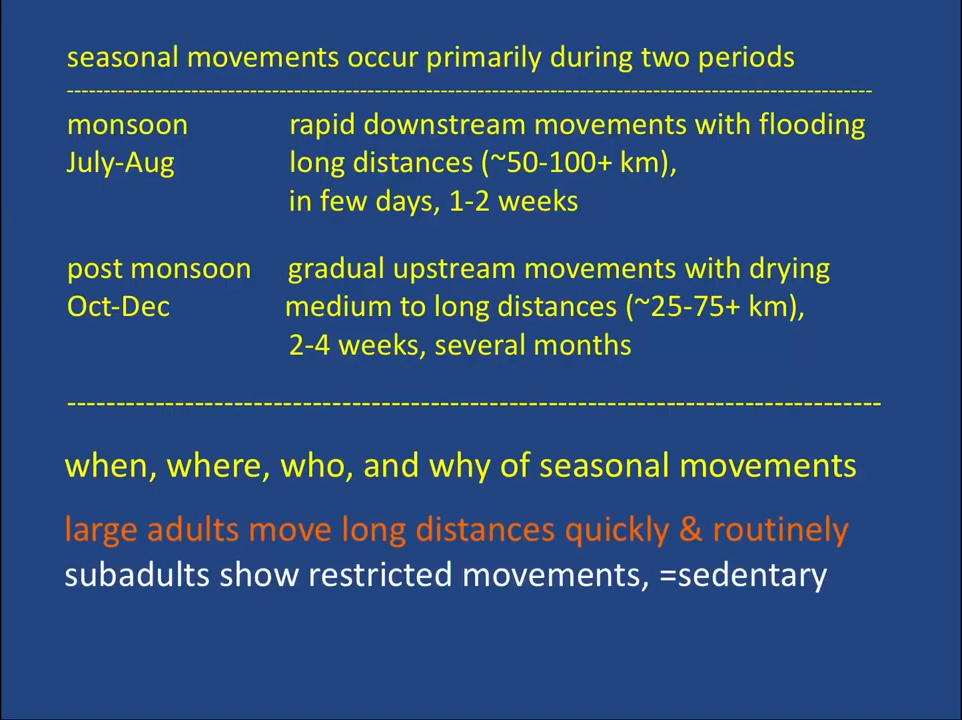 seasonal movements occur primarily during two periods
--------------------------------------------------------------------------------------------------------------
monsoon rapid downstream movements with flooding
July-Aug long distances (~50-100+ km),
in few days, 1-2 weeks
post monsoon gradual upstream movements with drying
Oct-Dec medium to long distances (~25-75+ km),
2-4 weeks, several months
------------------------------------------------------------------------------------
when, where, who, and why of seasonal movements
large adults move long distances quickly & routinely
subadults show restricted movements, =sedentary